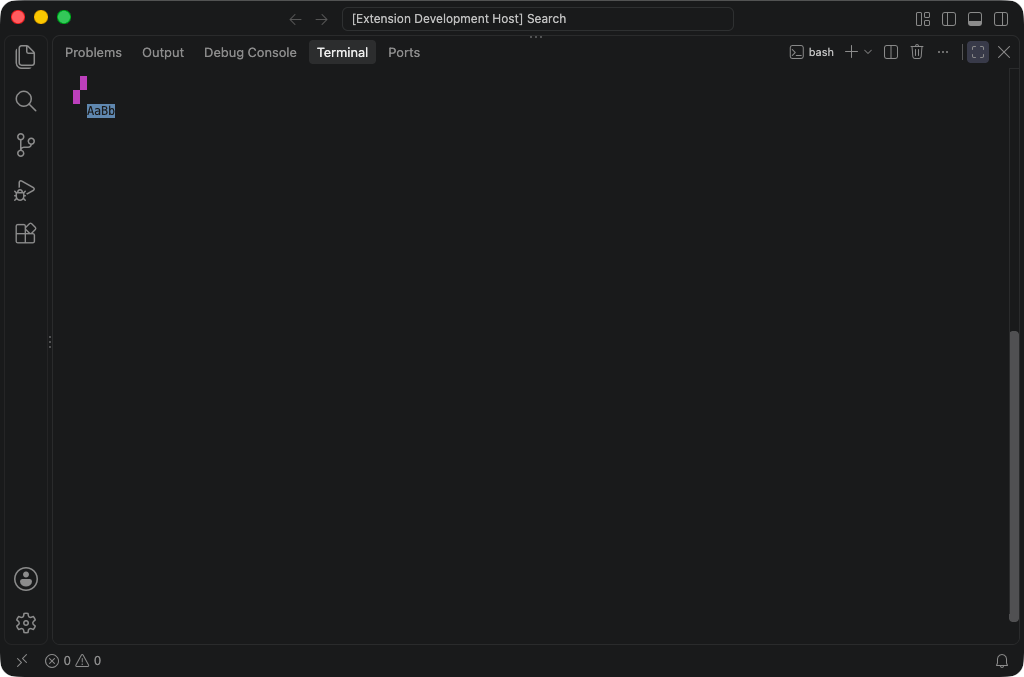 [Extension Development Host] Search
Problems Output Debug Console Terminal Ports bash
AaBb
0 0